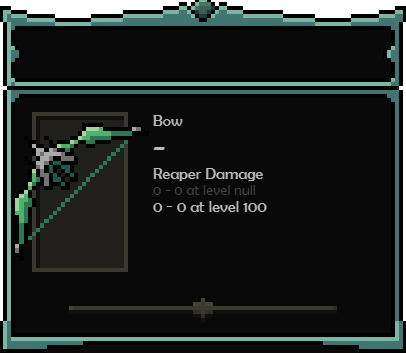 Bow
–
Reaper Damage
0 - 0 at level null
0 - 0 at level 100